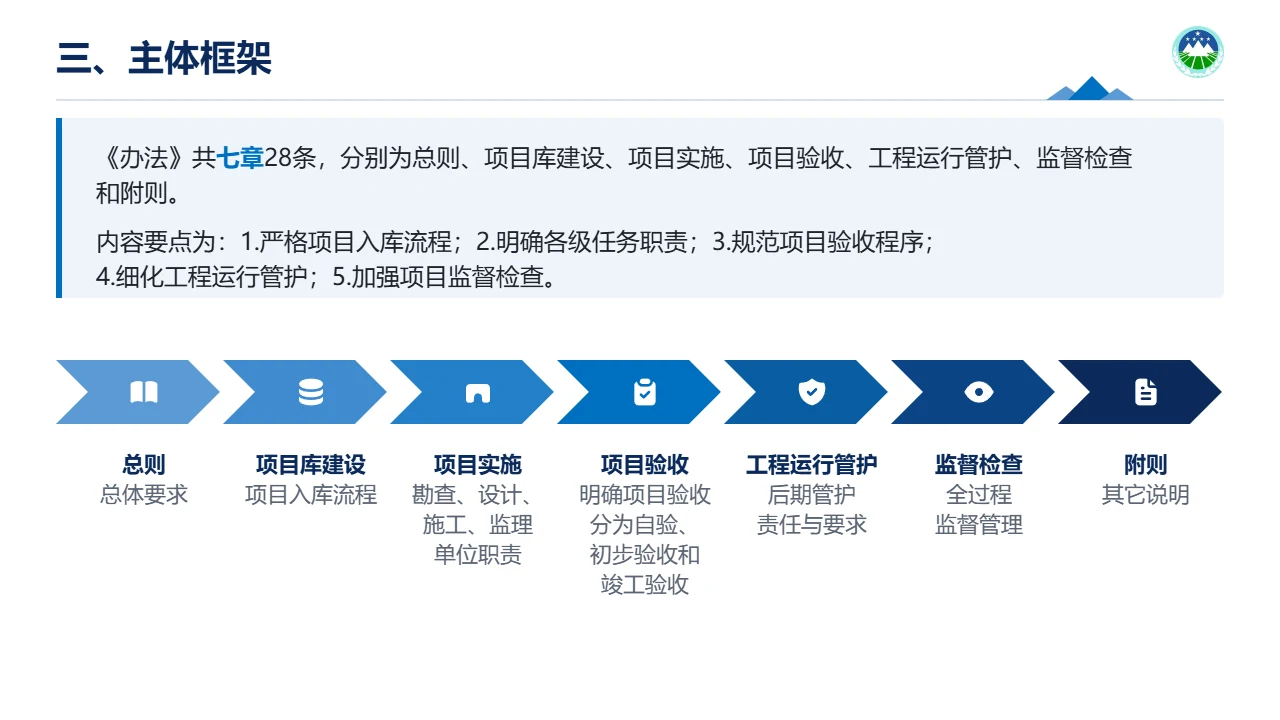 三、主体框架
《办法》共七章28条，分别为总则、项目库建设、项目实施、项目验收、工程运行管护、监督检查
和附则。
内容要点为：1.严格项目入库流程；2.明确各级任务职责；3.规范项目验收程序；
4.细化工程运行管护；5.加强项目监督检查。
总则
总体要求
项目库建设
项目入库流程
项目实施
勘查、设计、
施工、监理
单位职责
项目验收
明确项目验收
分为自验、
初步验收和
竣工验收
工程运行管护
后期管护
责任与要求
监督检查
全过程
监督管理
附则
其它说明